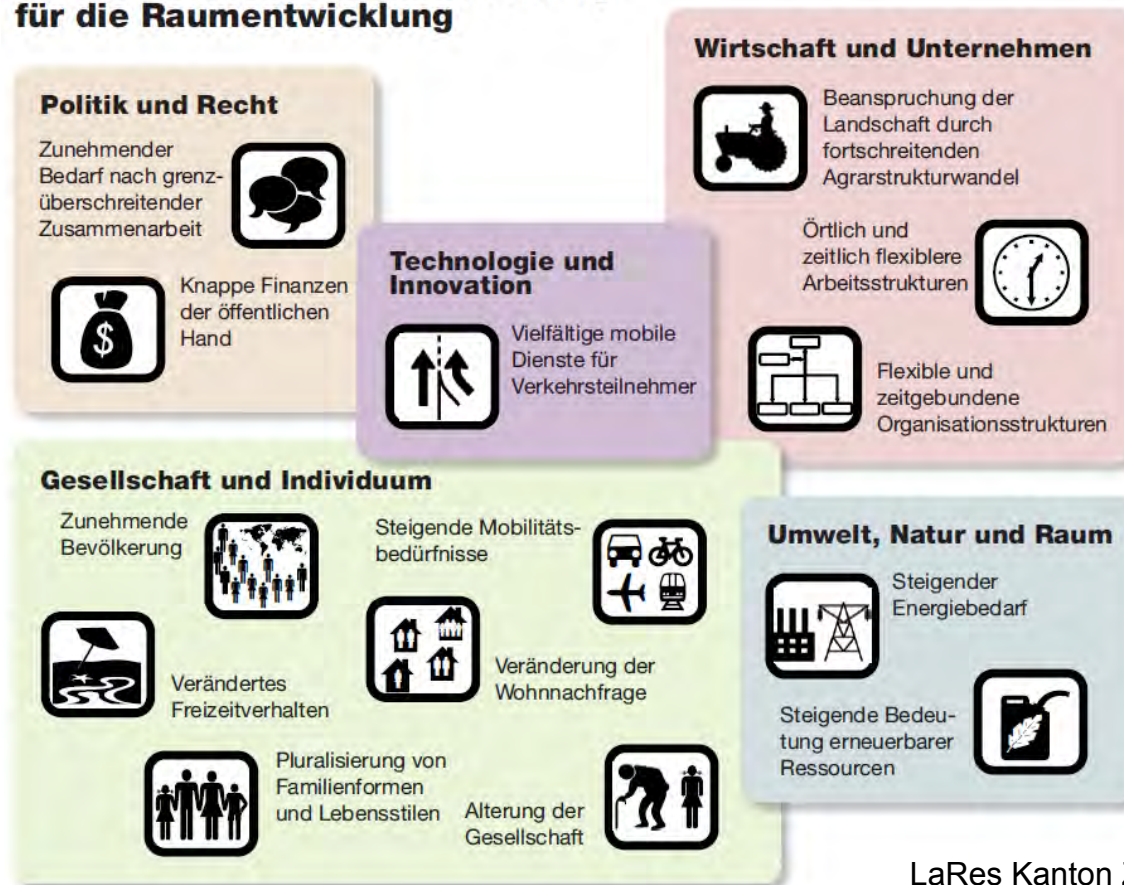 für die Raumentwicklung
Politik und Recht
Zunehmender
Bedarf nach grenz-
überschreitender
Zusammenarbeit
Knappe Finanzen
der öffentlichen
Hand
$
Technologie und
Innovation
Vielfältige mobile
Dienste für
Verkehrsteilnehmer
Wirtschaft und Unternehmen
Beanspruchung der
Landschaft durch
fortschreitenden
Agrarstrukturwandel
Örtlich und
zeitlich flexiblere
Arbeitsstrukturen
Flexible und
zeitgebundene
Organisationsstrukturen
Gesellschaft und Individuum
Zunehmende
Bevölkerung
Steigende Mobilitäts-
bedürfnisse
Verändertes
Freizeitverhalten
Veränderung der
Wohnnachfrage
Pluralisierung von
Familienformen
und Lebensstilen
Alterung der
Gesellschaft
Umwelt, Natur und Raum
Steigender
Energiebedarf
Steigende Bedeu-
tung erneuerbarer
Ressourcen
LaRes Kanton